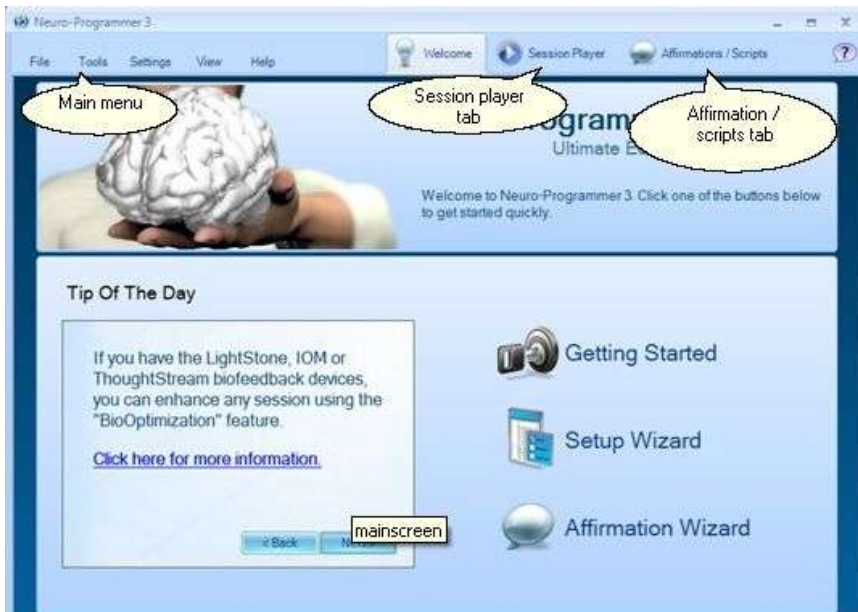 Neuro-Programmer 3
File Tools Settings View Help Welcome Session Player Affirmations / Scripts ?
Main menu
Session player
tab
Affirmation /
scripts tab
Ultimate
Welcome to Neuro-Programmer 3. Click one of the buttons below
to get started quickly.
Tip Of The Day
If you have the LightStone, IOM or
ThoughtStream biofeedback devices,
you can enhance any session using the
"BioOptimization" feature.
Click here for more information.
< Back
mainscreen
Getting Started
Setup Wizard
Affirmation Wizard